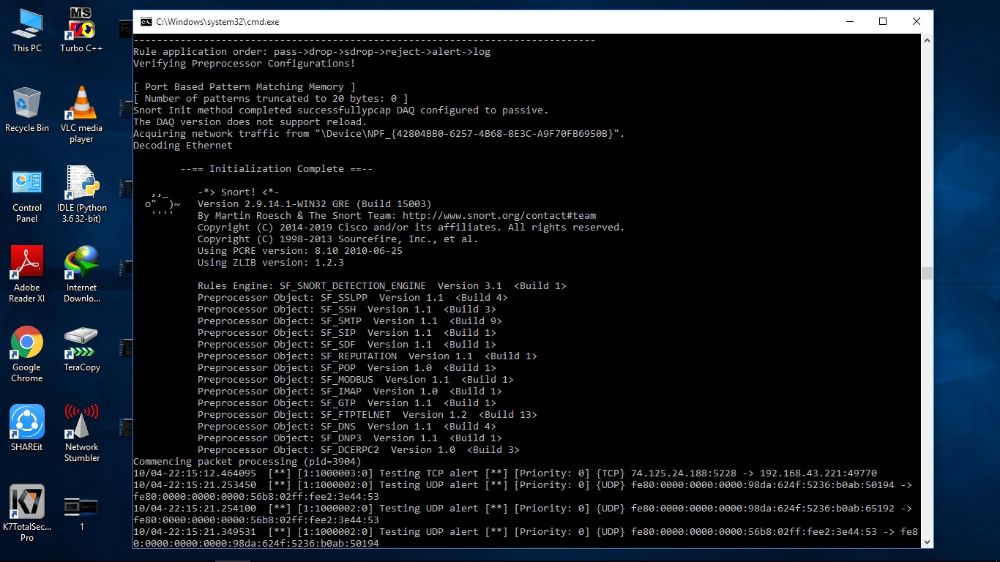 This PC
Turbo C++
Recycle Bin
VLC media
player
Control
Panel
IDLE (Python
3.6 32-bit)
Adobe
Reader XI
Internet
Downlo...
Google
Chrome
TeraCopy
SHAREit
Network
Stumbler
K7TotalSec...
Pro
1
MS
DOS
C:\Windows\system32\cmd.exe
--------------------------------------------------------------------------------
Rule application order: pass->drop->sdrop->reject->alert->log
Verifying Preprocessor Configurations!
[ Port Based Pattern Matching Memory ]
[ Number of patterns truncated to 20 bytes: 0 ]
Snort Init method completed successfullypcap DAQ configured to passive.
The DAQ version does not support reload.
Acquiring network traffic from "\Device\NPF_{42804BB0-6257-4B68-8E3C-A9F70FB6950B}".
Decoding Ethernet
--== Initialization Complete ==--
,,_     -*> Snort! <*-
o"  )~   Version 2.9.14.1-WIN32 GRE (Build 15003)
''''    By Martin Roesch & The Snort Team: http://www.snort.org/contact#team
Copyright (C) 2014-2019 Cisco and/or its affiliates. All rights reserved.
Copyright (C) 1998-2013 Sourcefire, Inc., et al.
Using PCRE version: 8.10 2010-06-25
Using ZLIB version: 1.2.3
Rules Engine: SF_SNORT_DETECTION_ENGINE  Version 3.1  <Build 1>
Preprocessor Object: SF_SSLPP  Version 1.1  <Build 4>
Preprocessor Object: SF_SSH  Version 1.1  <Build 3>
Preprocessor Object: SF_SMTP  Version 1.1  <Build 9>
Preprocessor Object: SF_SIP  Version 1.1  <Build 1>
Preprocessor Object: SF_SDF  Version 1.1  <Build 1>
Preprocessor Object: SF_REPUTATION  Version 1.1  <Build 1>
Preprocessor Object: SF_POP  Version 1.0  <Build 1>
Preprocessor Object: SF_MODBUS  Version 1.1  <Build 1>
Preprocessor Object: SF_IMAP  Version 1.0  <Build 1>
Preprocessor Object: SF_GTP  Version 1.1  <Build 1>
Preprocessor Object: SF_FTPTELNET  Version 1.2  <Build 13>
Preprocessor Object: SF_DNS  Version 1.1  <Build 4>
Preprocessor Object: SF_DNP3  Version 1.1  <Build 1>
Preprocessor Object: SF_DCERPC2  Version 1.0  <Build 3>
Commencing packet processing (pid=3904)
10/04-22:15:12.464095  [**] [1:1000003:0] Testing TCP alert [**] [Priority: 0] {TCP} 74.125.24.188:5228 -> 192.168.43.221:49770
10/04-22:15:21.253450  [**] [1:1000002:0] Testing UDP alert [**] [Priority: 0] {UDP} fe80:0000:0000:0000:98da:624f:5236:b0ab:50194 ->
fe80:0000:0000:0000:56b8:02ff:fee2:3e44:53
10/04-22:15:21.254100  [**] [1:1000002:0] Testing UDP alert [**] [Priority: 0] {UDP} fe80:0000:0000:0000:98da:624f:5236:b0ab:65192 ->
fe80:0000:0000:0000:56b8:02ff:fee2:3e44:53
10/04-22:15:21.349531  [**] [1:1000002:0] Testing UDP alert [**] [Priority: 0] {UDP} fe80:0000:0000:0000:56b8:02ff:fee2:3e44:53 -> fe8
0:0000:0000:0000:98da:624f:5236:b0ab:50194